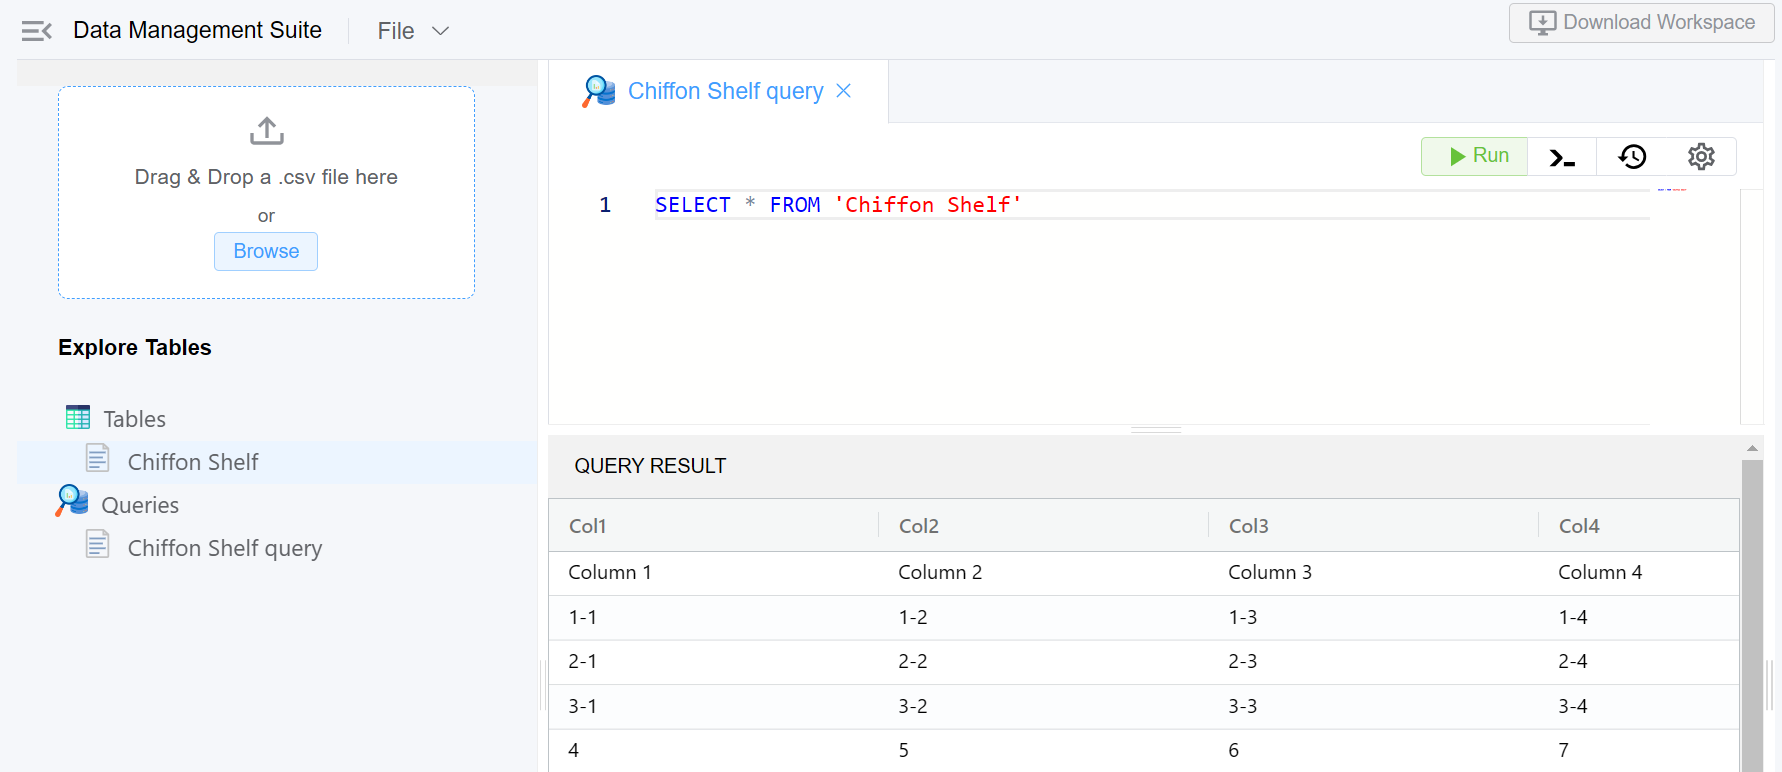 Data Management Suite File Download Workspace
Drag & Drop a .csv file here
or
Browse
Explore Tables
Tables
Chiffon Shelf
Queries
Chiffon Shelf query
Chiffon Shelf query
Run
1 SELECT * FROM 'Chiffon Shelf'
QUERY RESULT
Col1 Col2 Col3 Col4
Column 1 Column 2 Column 3 Column 4
1-1 1-2 1-3 1-4
2-1 2-2 2-3 2-4
3-1 3-2 3-3 3-4
4 5 6 7